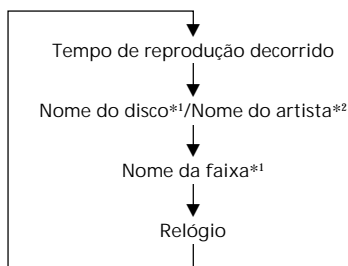 Tempo de reprodução decorrido
Nome do disco*¹/Nome do artista*²
Nome da faixa*¹
Relógio